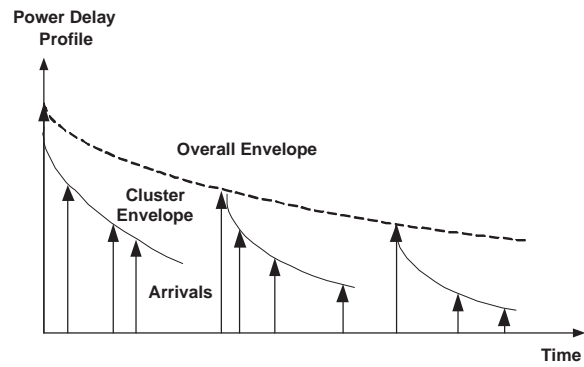 Power Delay
Profile
Overall Envelope
Cluster
Envelope
Arrivals
Time